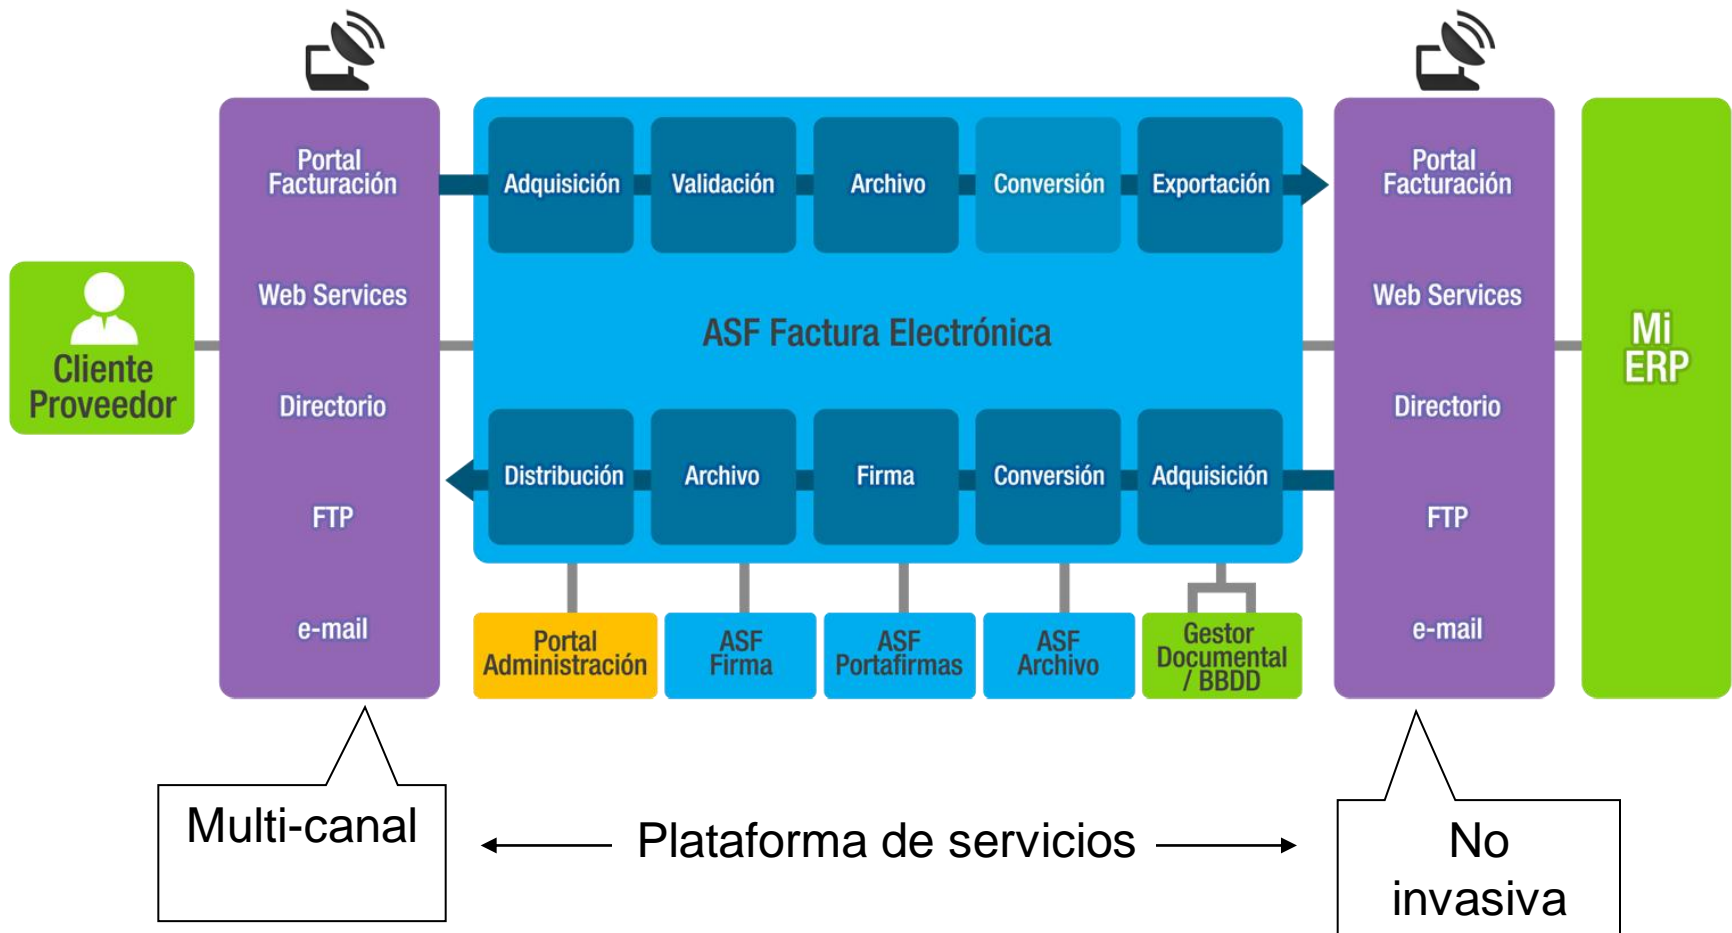 Portal
Facturación
Web Services
Directorio
FTP
e-mail
Cliente
Proveedor
Adquisición
Validación
Archivo
Conversión
Exportación
ASF Factura Electrónica
Distribución
Archivo
Firma
Conversión
Adquisición
Portal
Administración
ASF
Firma
ASF
Portafirmas
ASF
Archivo
Gestor
Documental
/ BBDD
Portal
Facturación
Web Services
Directorio
FTP
e-mail
Mi
ERP
Multi-canal
Plataforma de servicios
No
invasiva